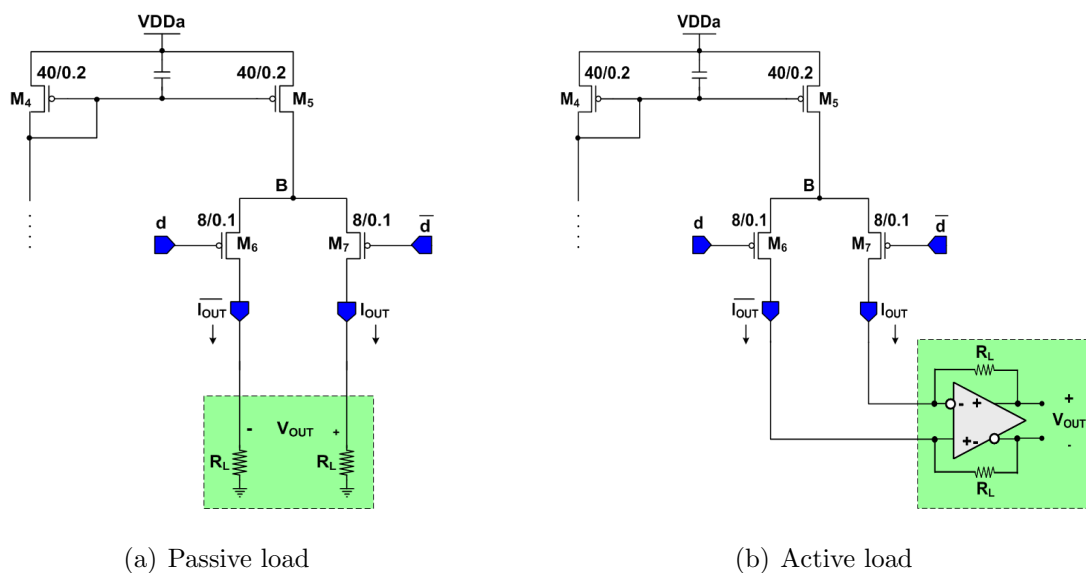 VDDa
40/0.2
40/0.2
M4
M5
B
d
8/0.1
8/0.1
d̅
M6
M7
I̅O̅U̅T̅
IOUT
- VOUT +
RL
RL
(a) Passive load
VDDa
40/0.2
40/0.2
M4
M5
B
d
8/0.1
8/0.1
d̅
M6
M7
I̅O̅U̅T̅
IOUT
RL
- +
+
VOUT
+ -
-
RL
(b) Active load